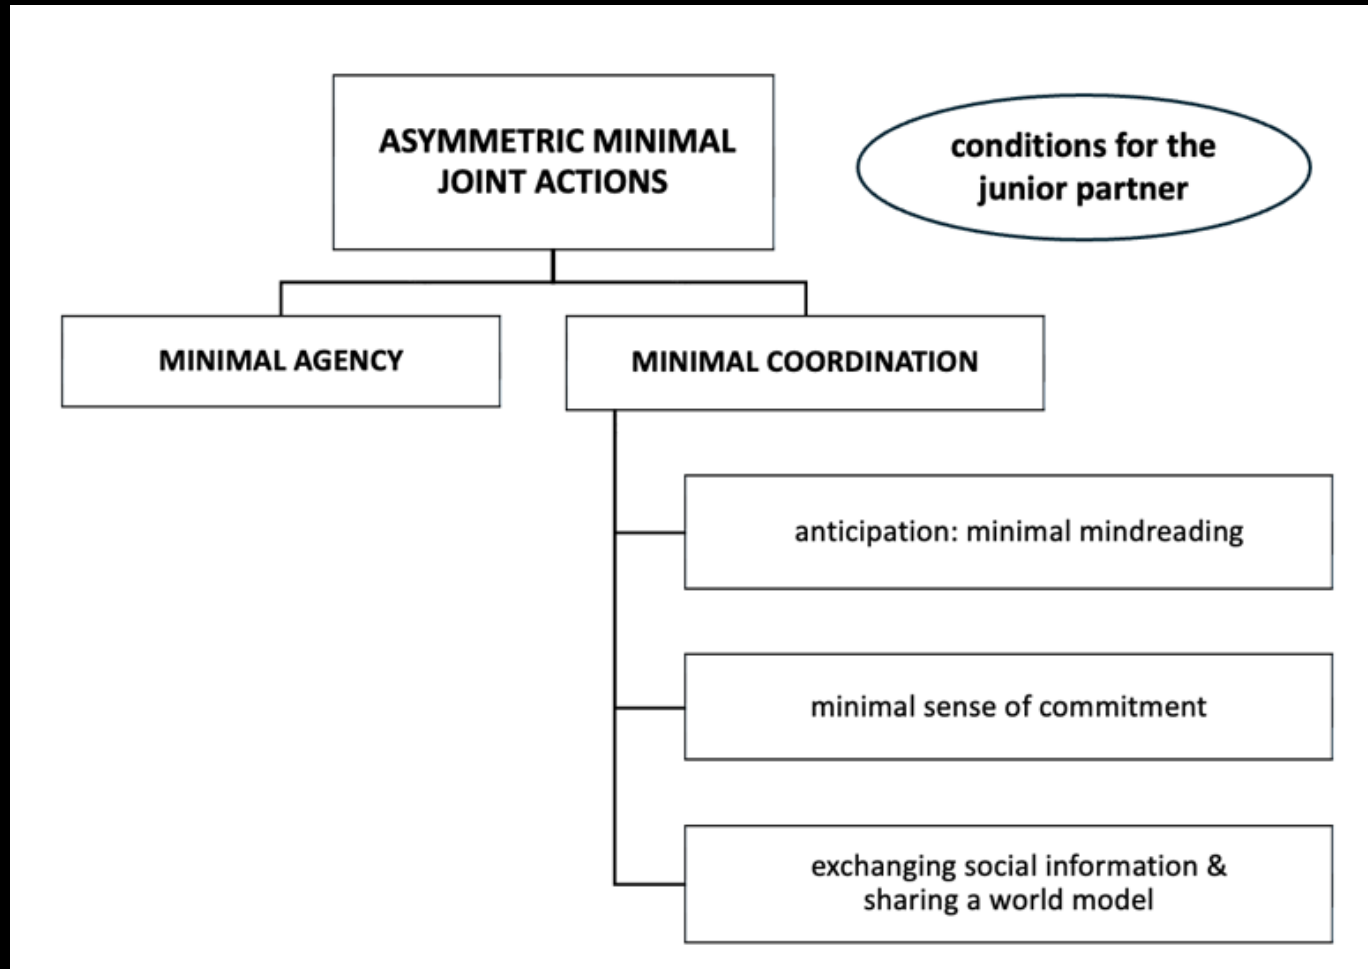 ASYMMETRIC MINIMAL
JOINT ACTIONS
conditions for the
junior partner
MINIMAL AGENCY
MINIMAL COORDINATION
anticipation: minimal mindreading
minimal sense of commitment
exchanging social information &
sharing a world model